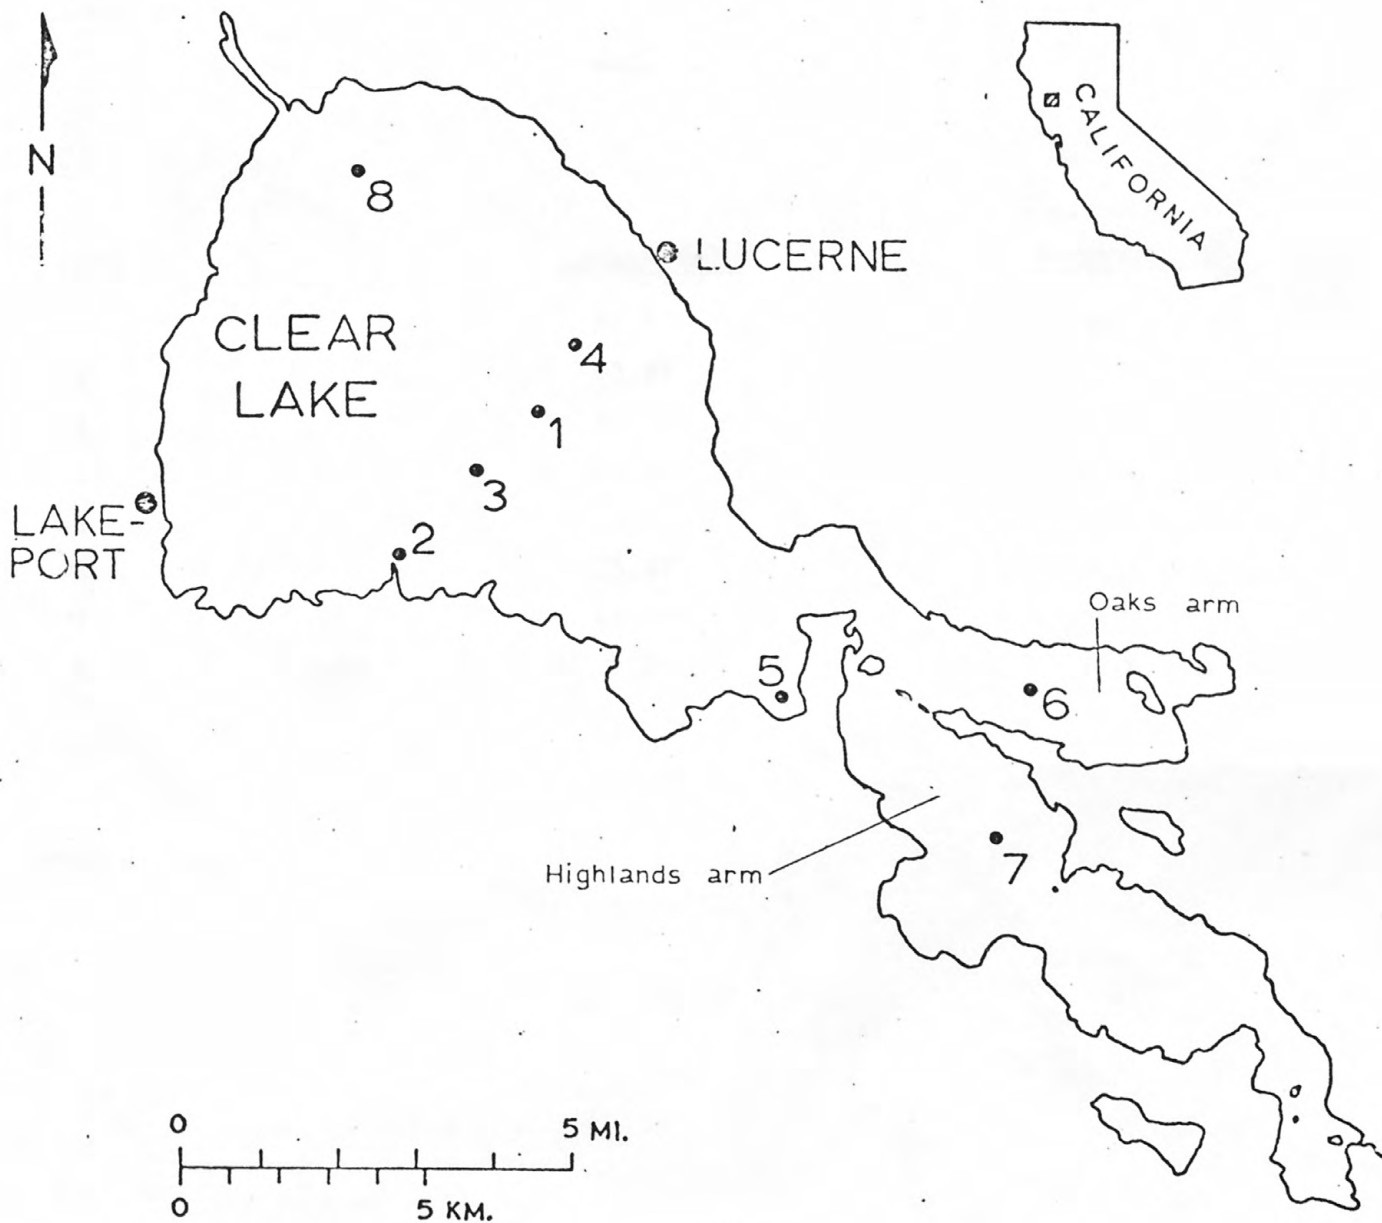 N
CALIFORNIA
8
LUCERNE
CLEAR
LAKE
4
1
3
LAKE-
PORT
2
Oaks arm
5
6
7
Highlands arm
0 5 MI.
0 5 KM.